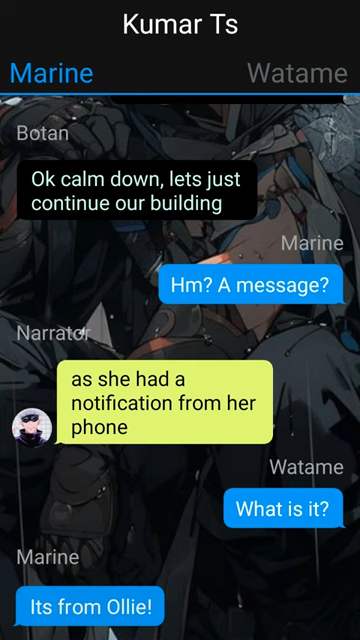 Kumar Ts
Marine
Watame
Botan
Ok calm down, lets just
continue our building
Marine
Hm? A message?
Narrator
as she had a
notification from her
phone
Watame
What is it?
Marine
Its from Ollie!